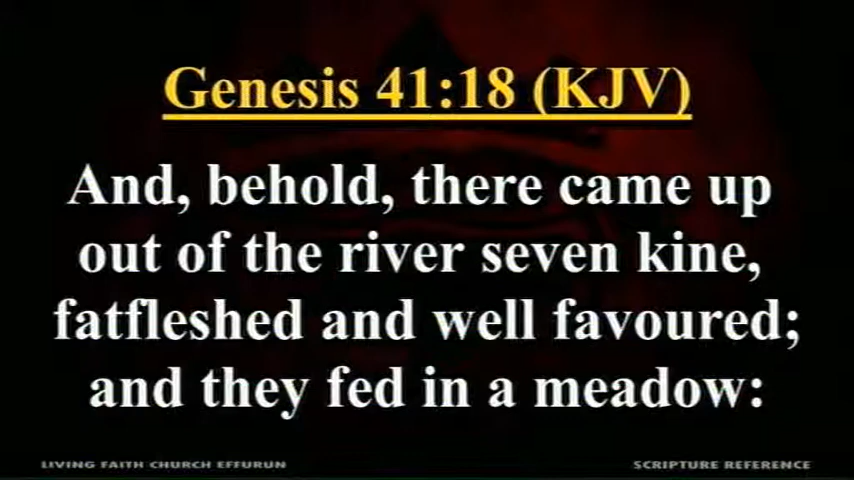 Genesis 41:18 (KJV)
And, behold, there came up
out of the river seven kine,
fatfleshed and well favoured;
and they fed in a meadow:
LIVING FAITH CHURCH EFFURUN
SCRIPTURE REFERENCE